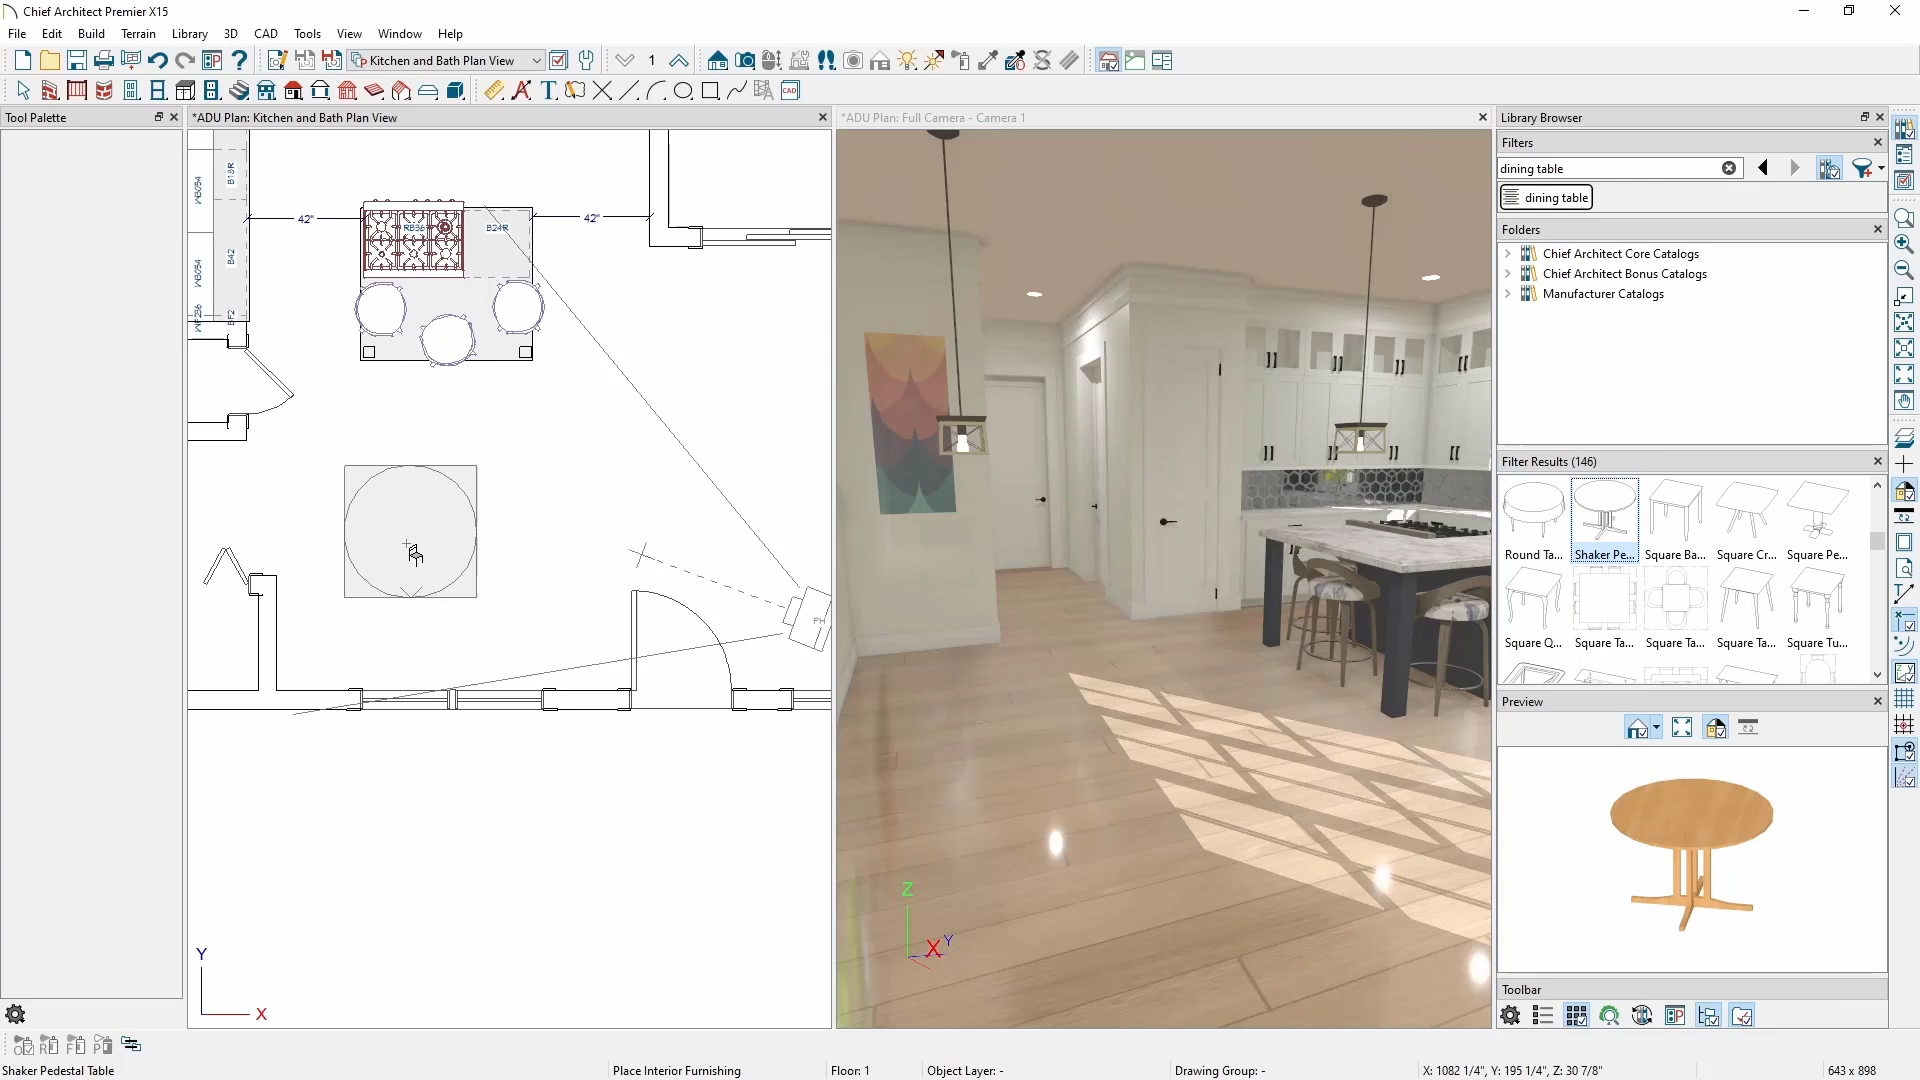 Chief Architect Premier X15
File Edit Build Terrain Library 3D CAD Tools View Window Help
Kitchen and Bath Plan View
1
Tool Palette
*ADU Plan: Kitchen and Bath Plan View
*ADU Plan: Full Camera - Camera 1
Library Browser
Filters
dining table
dining table
Folders
Chief Architect Core Catalogs
Chief Architect Bonus Catalogs
Manufacturer Catalogs
Filter Results (146)
Round Ta... Shaker Pe... Square Ba... Square Cr... Square Pe...
Square Q... Square Ta... Square Ta... Square Ta... Square Tu...
Preview
Toolbar
B18R
42"
42"
RB36
B24R
B42
Y
X
Z
Y
X
Shaker Pedestal Table
Place Interior Furnishing
Floor: 1
Object Layer: -
Drawing Group: -
X: 1082 1/4", Y: 195 1/4", Z: 30 7/8"
643 x 898